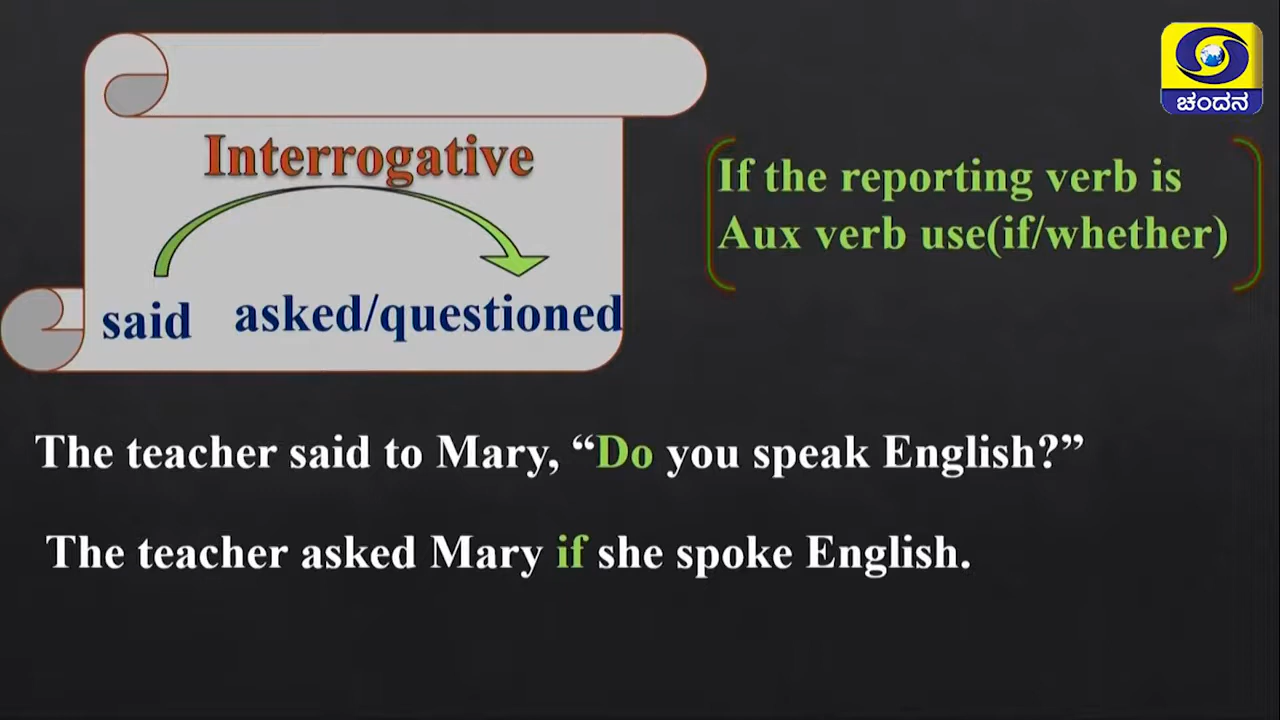 ಚಂದನ
Interrogative
said asked/questioned
If the reporting verb is
Aux verb use(if/whether)
The teacher said to Mary, “Do you speak English?”
The teacher asked Mary if she spoke English.